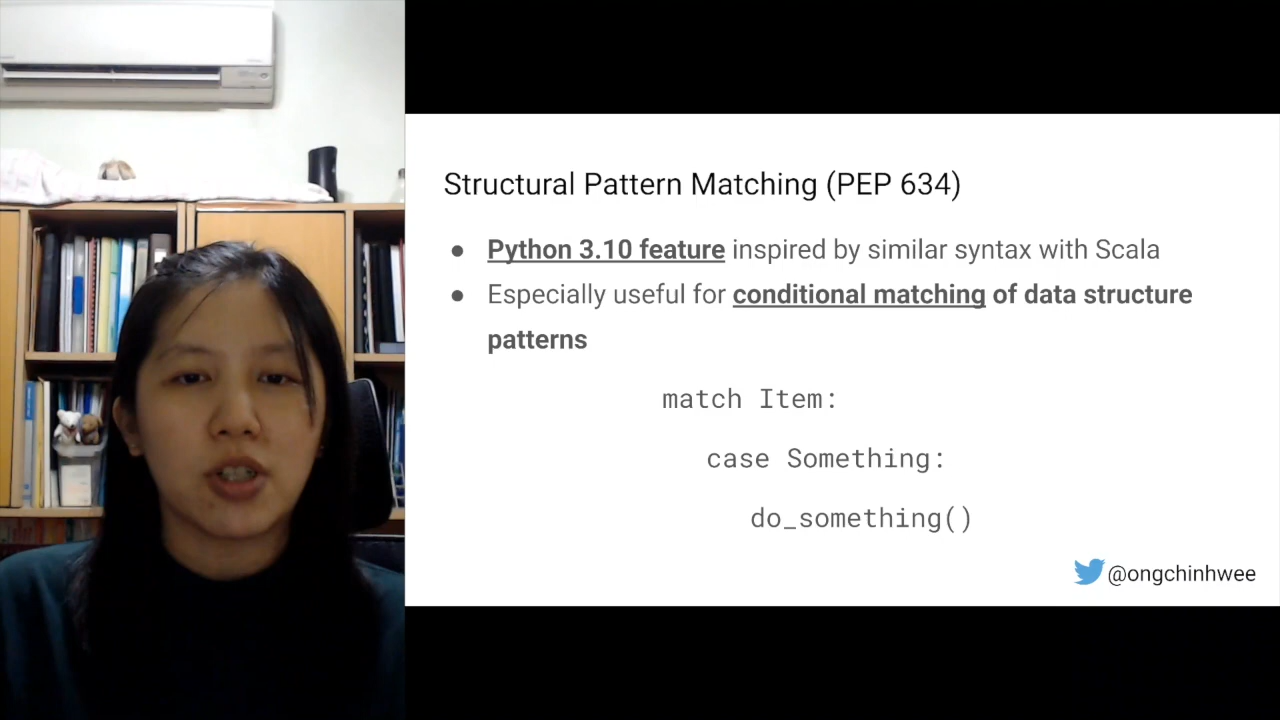 Structural Pattern Matching (PEP 634)
● Python 3.10 feature inspired by similar syntax with Scala
● Especially useful for conditional matching of data structure
patterns
match Item:
case Something:
do_something()
@ongchinhwee